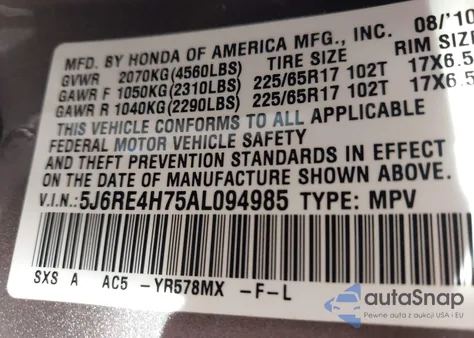 MFD. BY HONDA OF AMERICA MFG., INC. 08/'10
GVWR 2070KG(4560LBS) TIRE SIZE RIM SIZE
GAWR F 1050KG(2310LBS) 225/65R17 102T 17X6.5
GAWR R 1040KG(2290LBS) 225/65R17 102T 17X6.5
THIS VEHICLE CONFORMS TO ALL APPLICABLE
FEDERAL MOTOR VEHICLE SAFETY
AND THEFT PREVENTION STANDARDS IN EFFECT
ON THE DATE OF MANUFACTURE SHOWN ABOVE.
V.I.N.:5J6RE4H75AL094985 TYPE: MPV
SXS A AC5 -YR578MX -F-L
autoSnap
Pewne auta z aukcji USA i EU